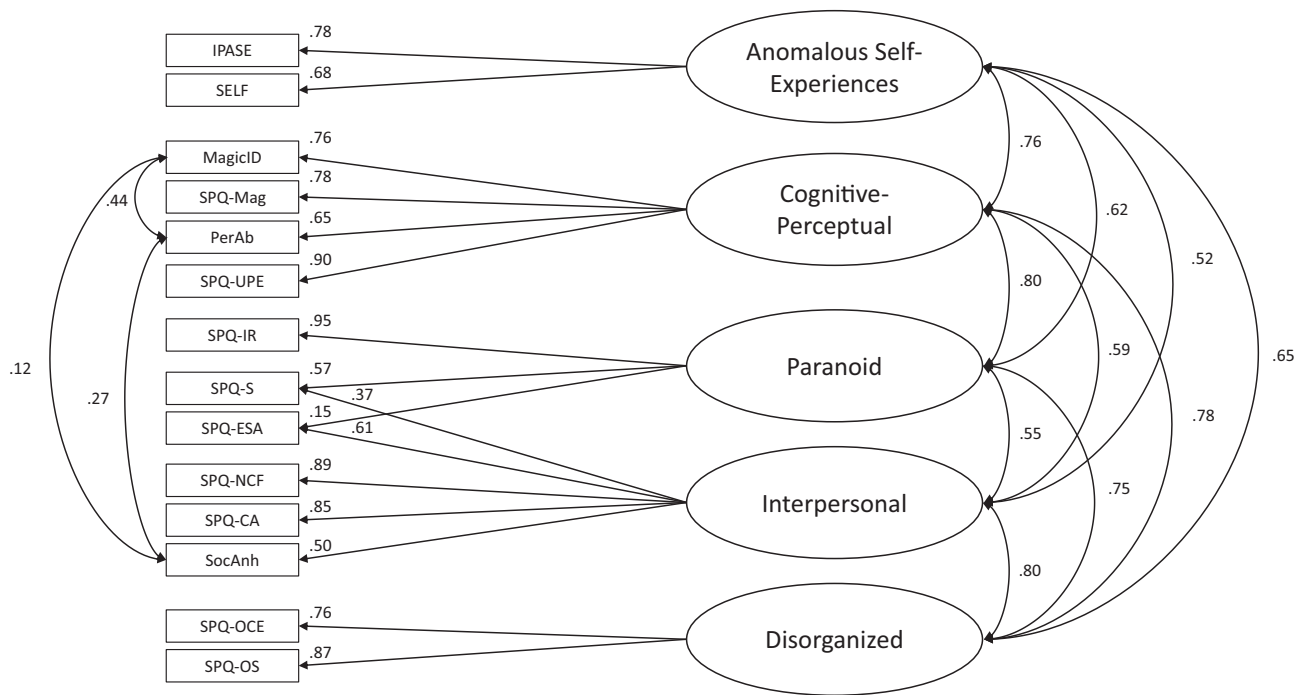 .78
IPASE
.68
SELF
Anomalous Self-
Experiences
.76
MagicID
.78
SPQ-Mag
.44
.65
PerAb
.90
SPQ-UPE
Cognitive-
Perceptual
.76
.62
.80
.52
.95
SPQ-IR
.57
SPQ-S
.37
.15
SPQ-ESA
.61
Paranoid
.12
.27
.59
.65
.55
.78
.89
SPQ-NCF
.85
SPQ-CA
.50
SocAnh
Interpersonal
.75
.80
.76
SPQ-OCE
.87
SPQ-OS
Disorganized